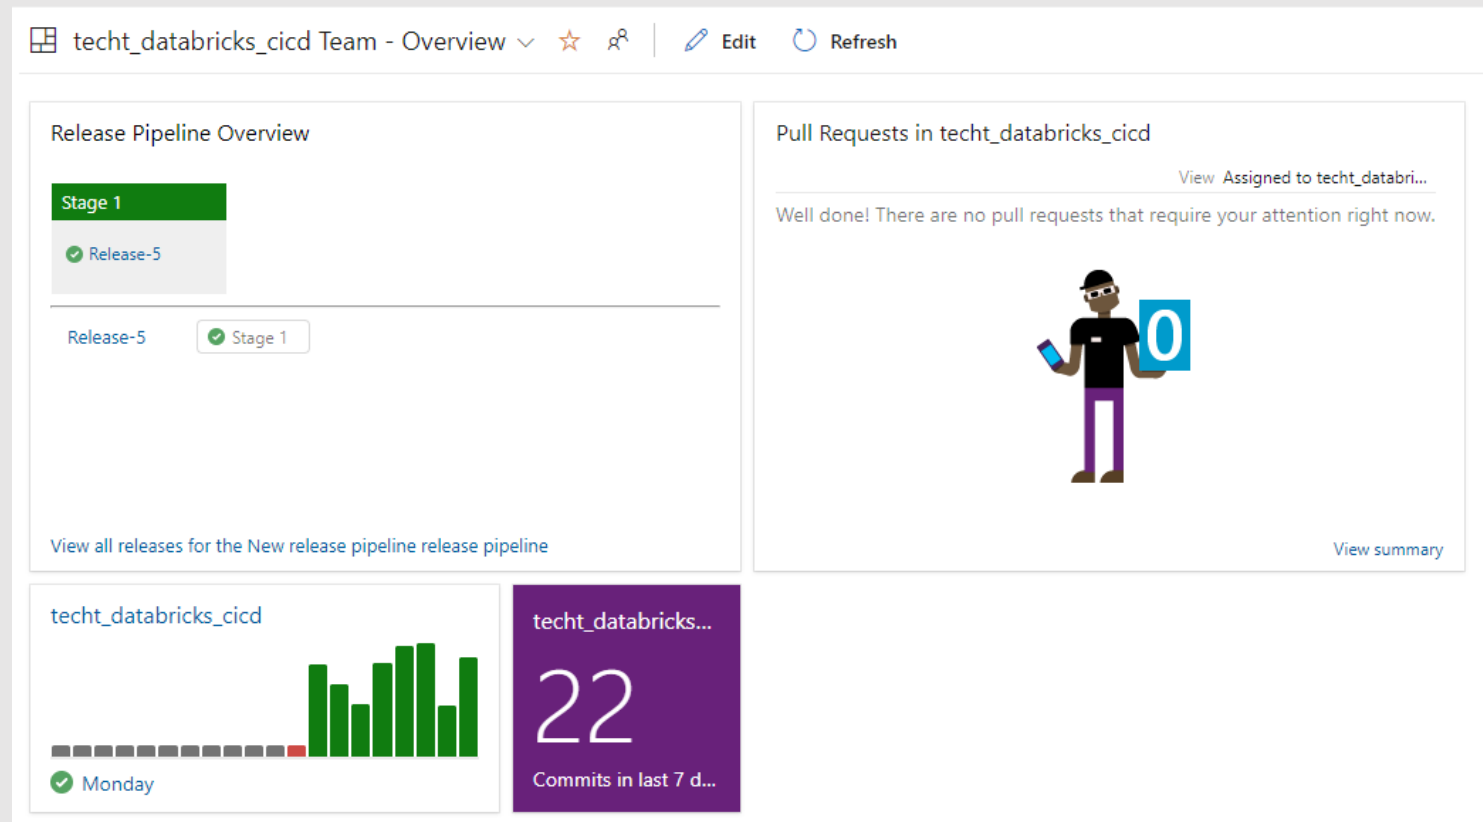 techt_databricks_cicd Team - Overview
Edit
Refresh
Release Pipeline Overview
Stage 1
Release-5
Release-5
Stage 1
View all releases for the New release pipeline release pipeline
Pull Requests in techt_databricks_cicd
View Assigned to techt_databri...
Well done! There are no pull requests that require your attention right now.
0
View summary
techt_databricks_cicd
Monday
techt_databricks...
22
Commits in last 7 d...